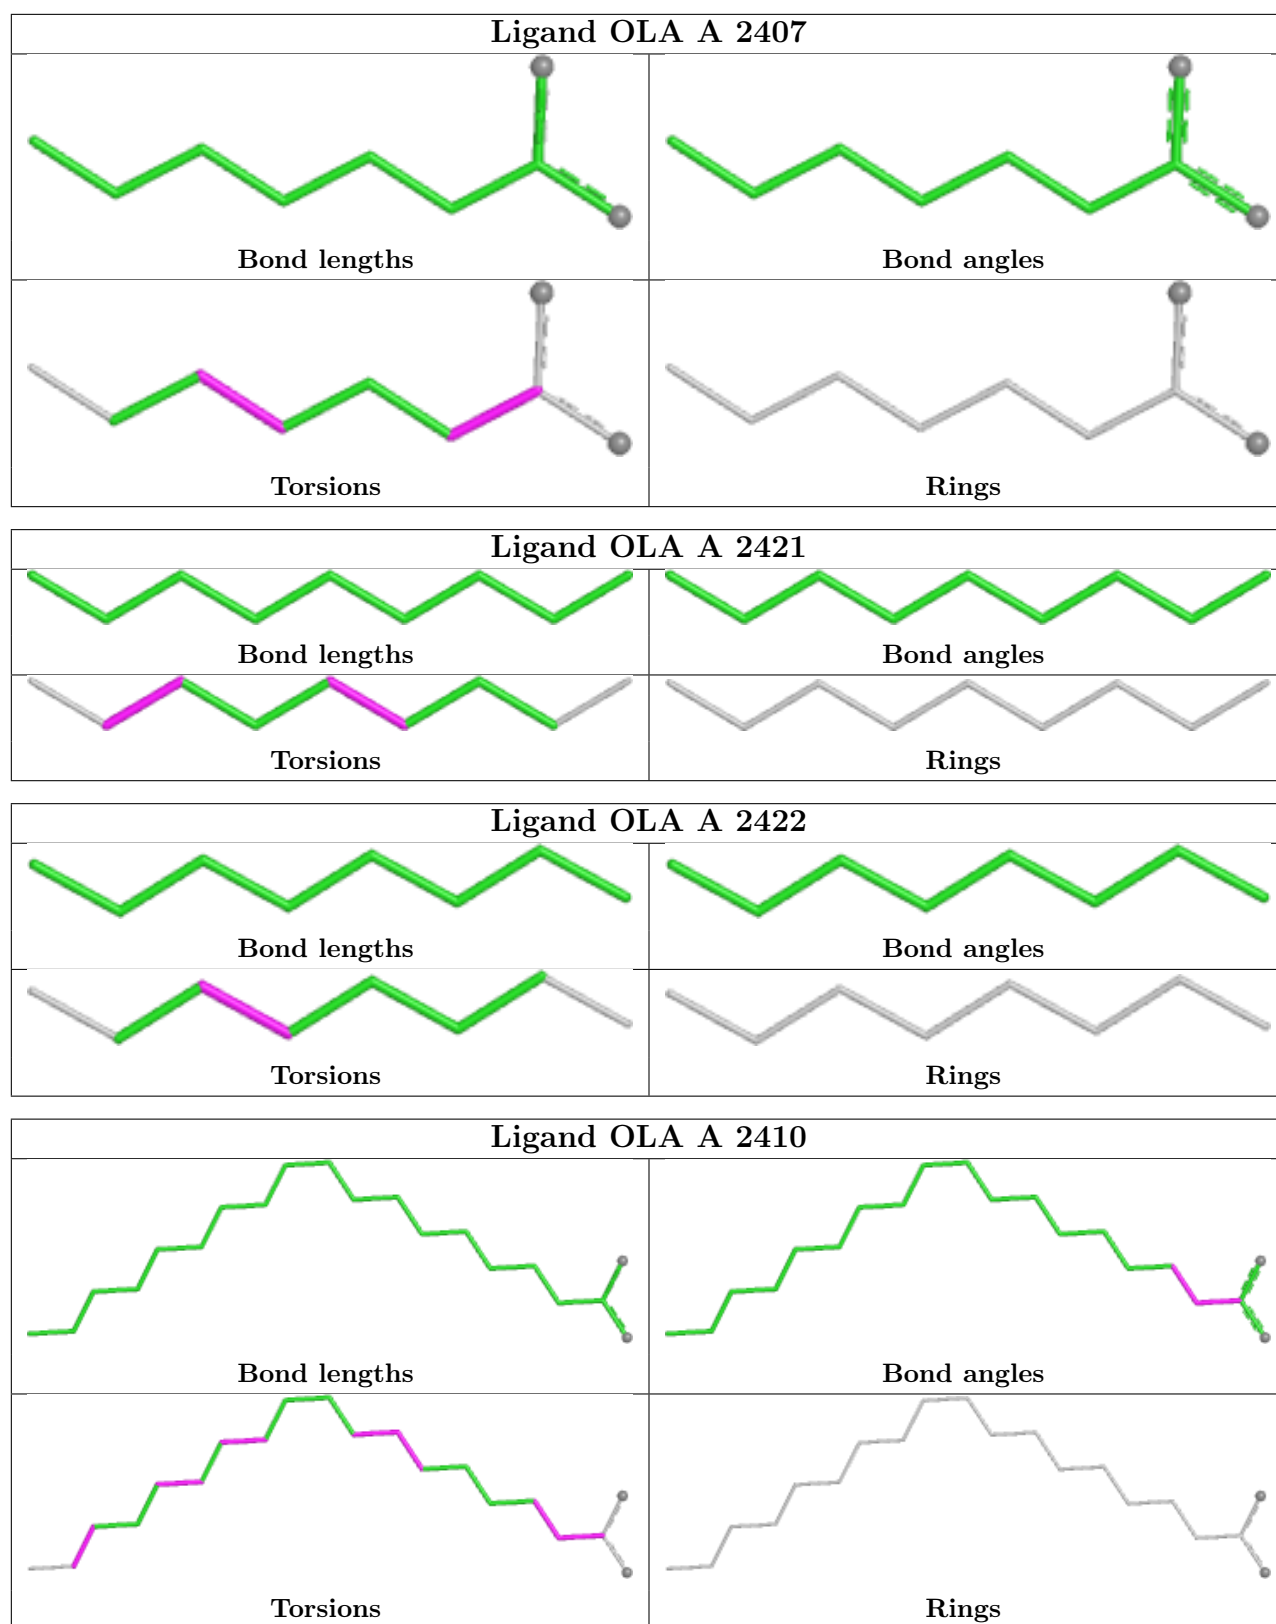 Ligand OLA A 2407
Bond lengths
Bond angles
Torsions
Rings
Ligand OLA A 2421
Bond lengths
Bond angles
Torsions
Rings
Ligand OLA A 2422
Bond lengths
Bond angles
Torsions
Rings
Ligand OLA A 2410
Bond lengths
Bond angles
Torsions
Rings